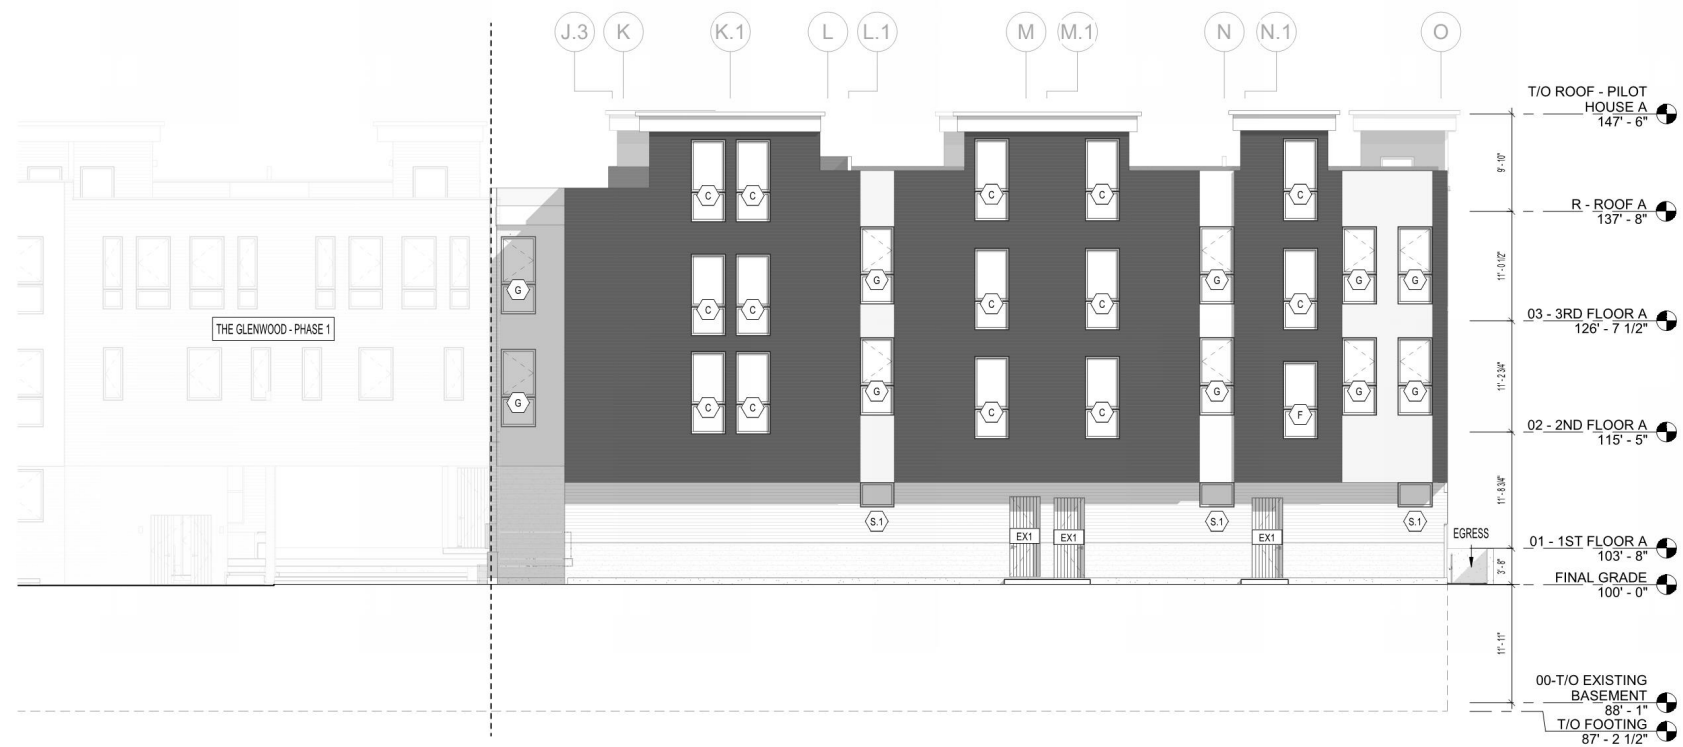 J.3 K K.1 L L.1 M M.1 N N.1 O
T/O ROOF - PILOT
HOUSE A
147' - 6"
9' - 10"
C C C C C
R - ROOF A
137' - 8"
11' - 0 1/2"
G G G G G
C C C C C
03 - 3RD FLOOR A
126' - 7 1/2"
THE GLENWOOD - PHASE 1
11' - 2 3/4"
G G G G G
C C C C F
02 - 2ND FLOOR A
115' - 5"
11' - 8 3/4"
S.1 S.1 S.1
EX1 EX1 EX1
EGRESS
01 - 1ST FLOOR A
103' - 8"
3' - 8"
FINAL GRADE
100' - 0"
11' - 11"
00-T/O EXISTING
BASEMENT
88' - 1"
T/O FOOTING
87' - 2 1/2"